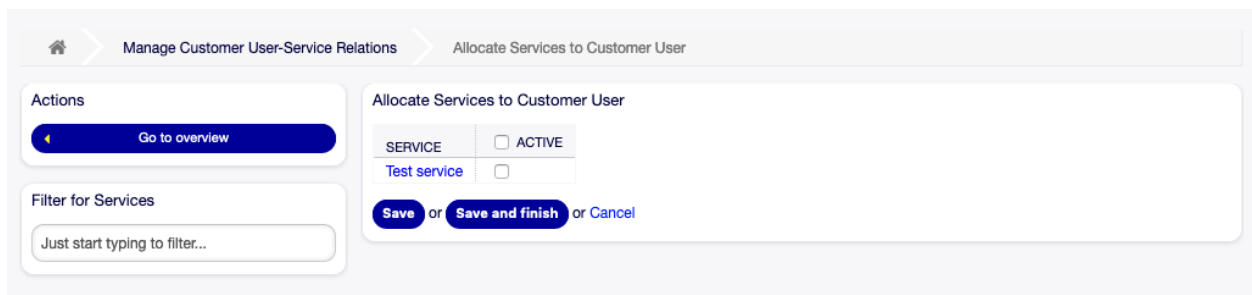 Manage Customer User-Service Relations Allocate Services to Customer User
Actions
Go to overview
Filter for Services
Just start typing to filter...
Allocate Services to Customer User
SERVICE ACTIVE
Test service
Save or Save and finish or Cancel